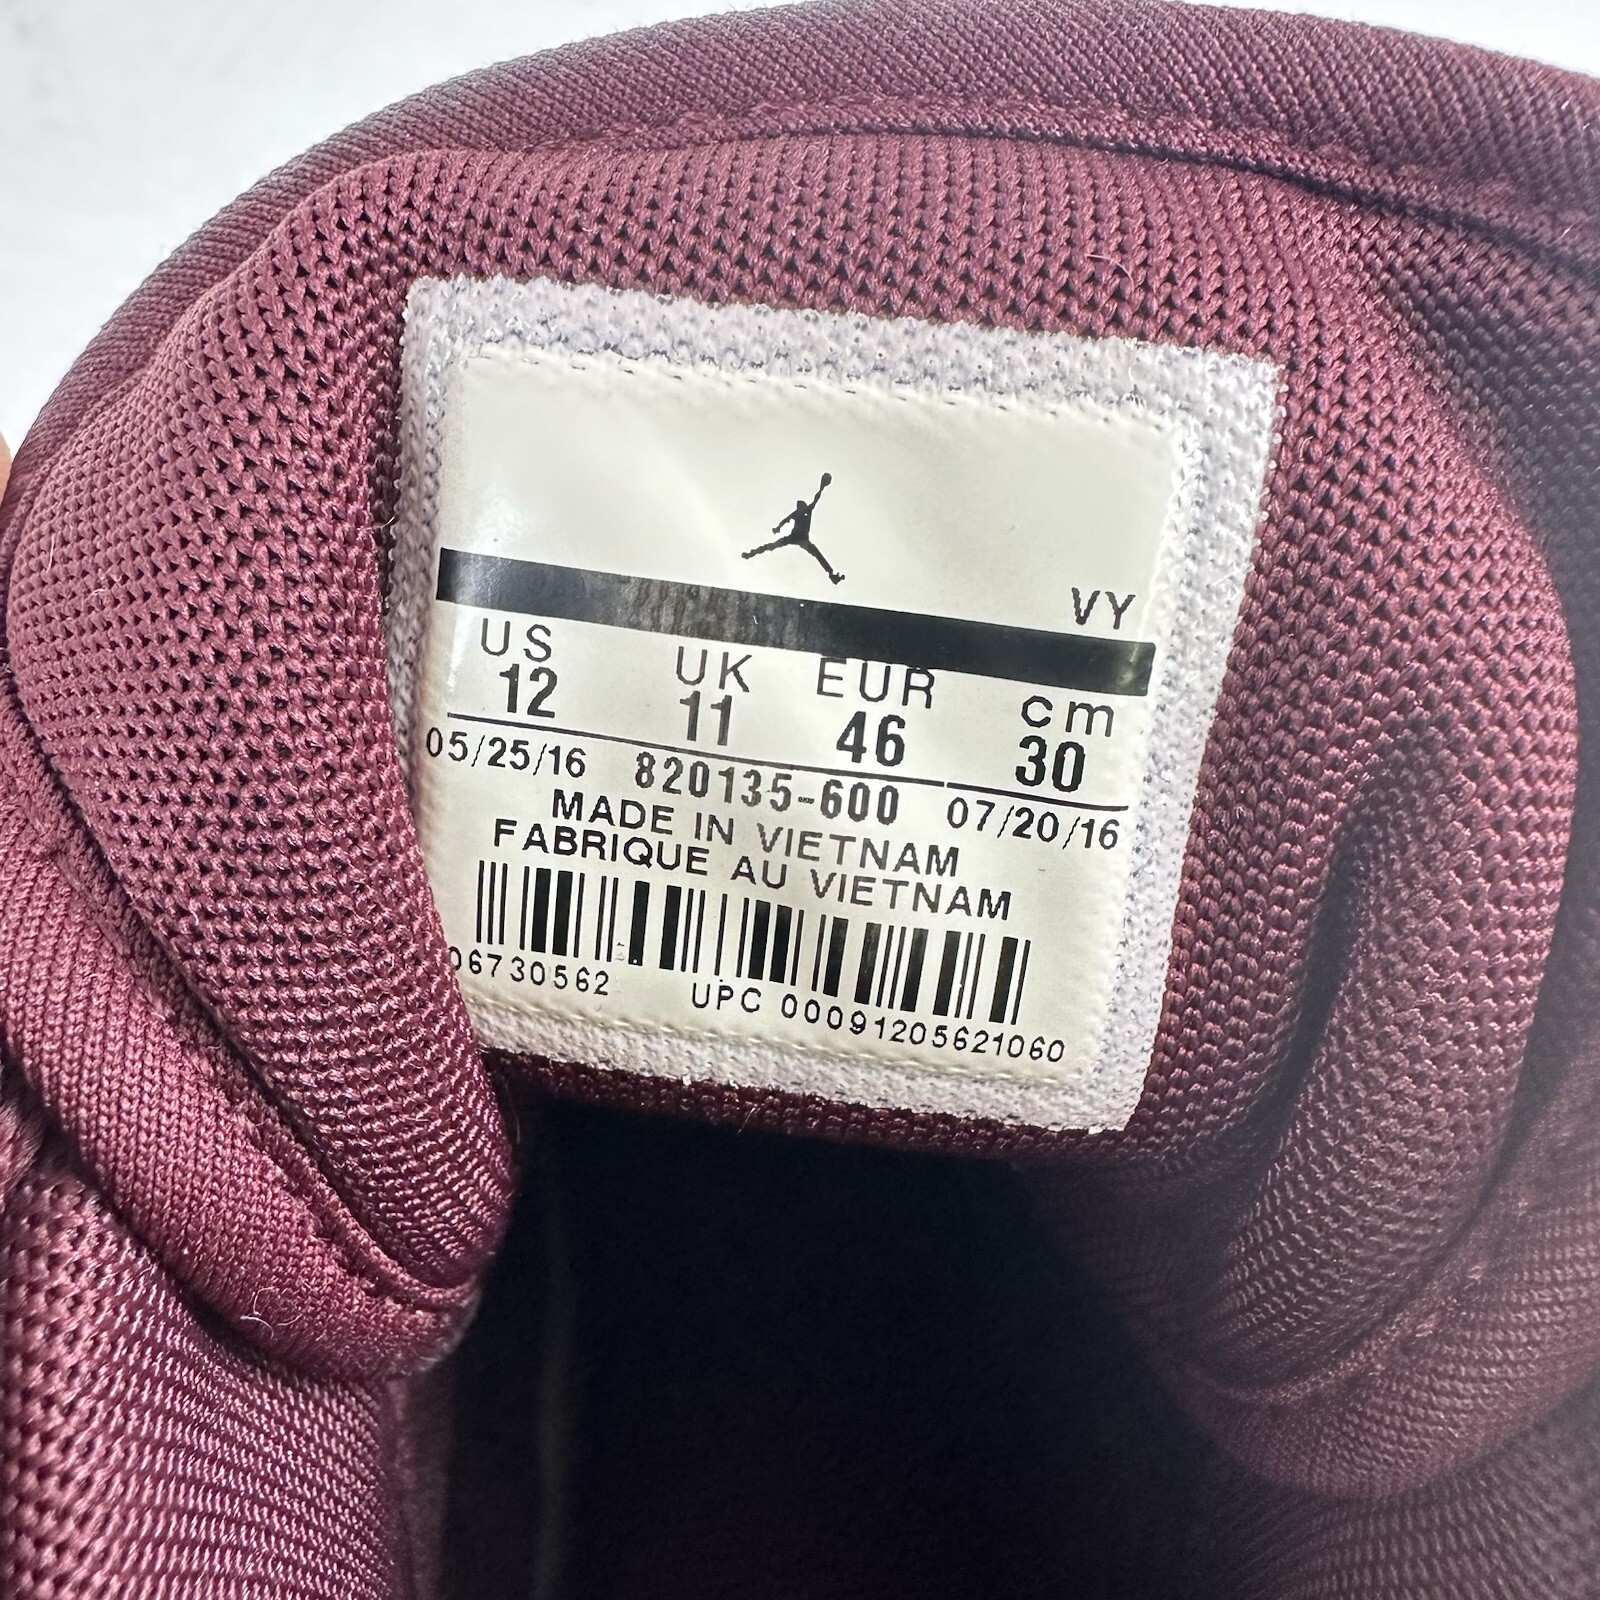 VY
US UK EUR cm
12 11 46 30
05/25/16 820135-600 07/20/16
MADE IN VIETNAM
FABRIQUE AU VIETNAM
06730562 UPC 00091205621060